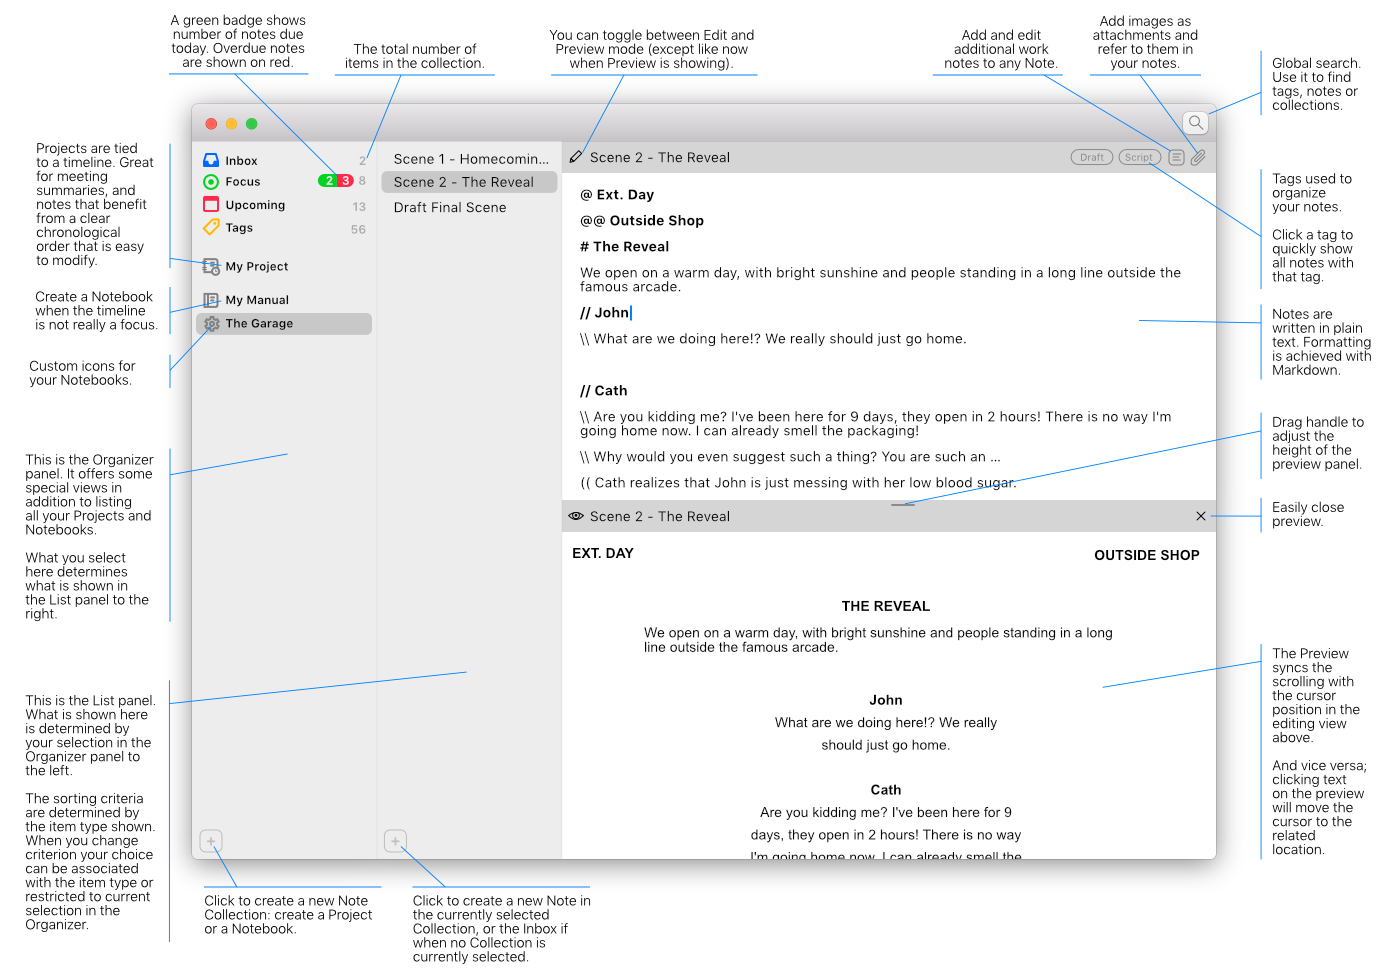 A green badge shows
number of notes due
today. Overdue notes
are shown on red.
The total number of
items in the collection.
You can toggle between Edit and
Preview mode (except like now
when Preview is showing).
Add and edit
additional work
notes to any Note.
Add images as
attachments and
refer to them in
your notes.
Global search.
Use it to find
tags, notes or
collections.
Projects are tied
to a timeline. Great
for meeting
summaries, and
notes that benefit
from a clear
chronological
order that is easy
to modify.
Create a Notebook
when the timeline
is not really a focus.
Custom icons for
your Notebooks.
This is the Organizer
panel. It offers some
special views in
addition to listing
all your Projects and
Notebooks.
What you select
here determines
what is shown in
the List panel to the
right.
This is the List panel.
What is shown here
is determined by
your selection in the
Organizer panel to
the left.
The sorting criteria
are determined by
the item type shown.
When you change
criterion your choice
can be associated
with the item type or
restricted to current
selection in the
Organizer.
Inbox 2
Focus 2 3 8
Upcoming 13
Tags 56
My Project
My Manual
The Garage
Scene 1 - Homecomin...
Scene 2 - The Reveal
Draft Final Scene
Scene 2 - The Reveal Draft Script
@ Ext. Day
@@ Outside Shop
# The Reveal
We open on a warm day, with bright sunshine and people standing in a long line outside the
famous arcade.
// John
\\ What are we doing here!? We really should just go home.
// Cath
\\ Are you kidding me? I've been here for 9 days, they open in 2 hours! There is no way I'm
going home now. I can already smell the packaging!
\\ Why would you even suggest such a thing? You are such an ...
(( Cath realizes that John is just messing with her low blood sugar.
Scene 2 - The Reveal
EXT. DAY OUTSIDE SHOP
THE REVEAL
We open on a warm day, with bright sunshine and people standing in a long
line outside the famous arcade.
John
What are we doing here!? We really
should just go home.
Cath
Are you kidding me? I've been here for 9
days, they open in 2 hours! There is no way
I'm going home now. I can already smell the
Tags used to
organize
your notes.
Click a tag to
quickly show
all notes with
that tag.
Notes are
written in plain
text. Formatting
is achieved with
Markdown.
Drag handle to
adjust the
height of the
preview panel.
Easily close
preview.
The Preview
syncs the
scrolling with
the cursor
position in the
editing view
above.
And vice versa;
clicking text
on the preview
will move the
cursor to the
related
location.
Click to create a new Note
Collection: create a Project
or a Notebook.
Click to create a new Note in
the currently selected
Collection, or the Inbox if
when no Collection is
currently selected.